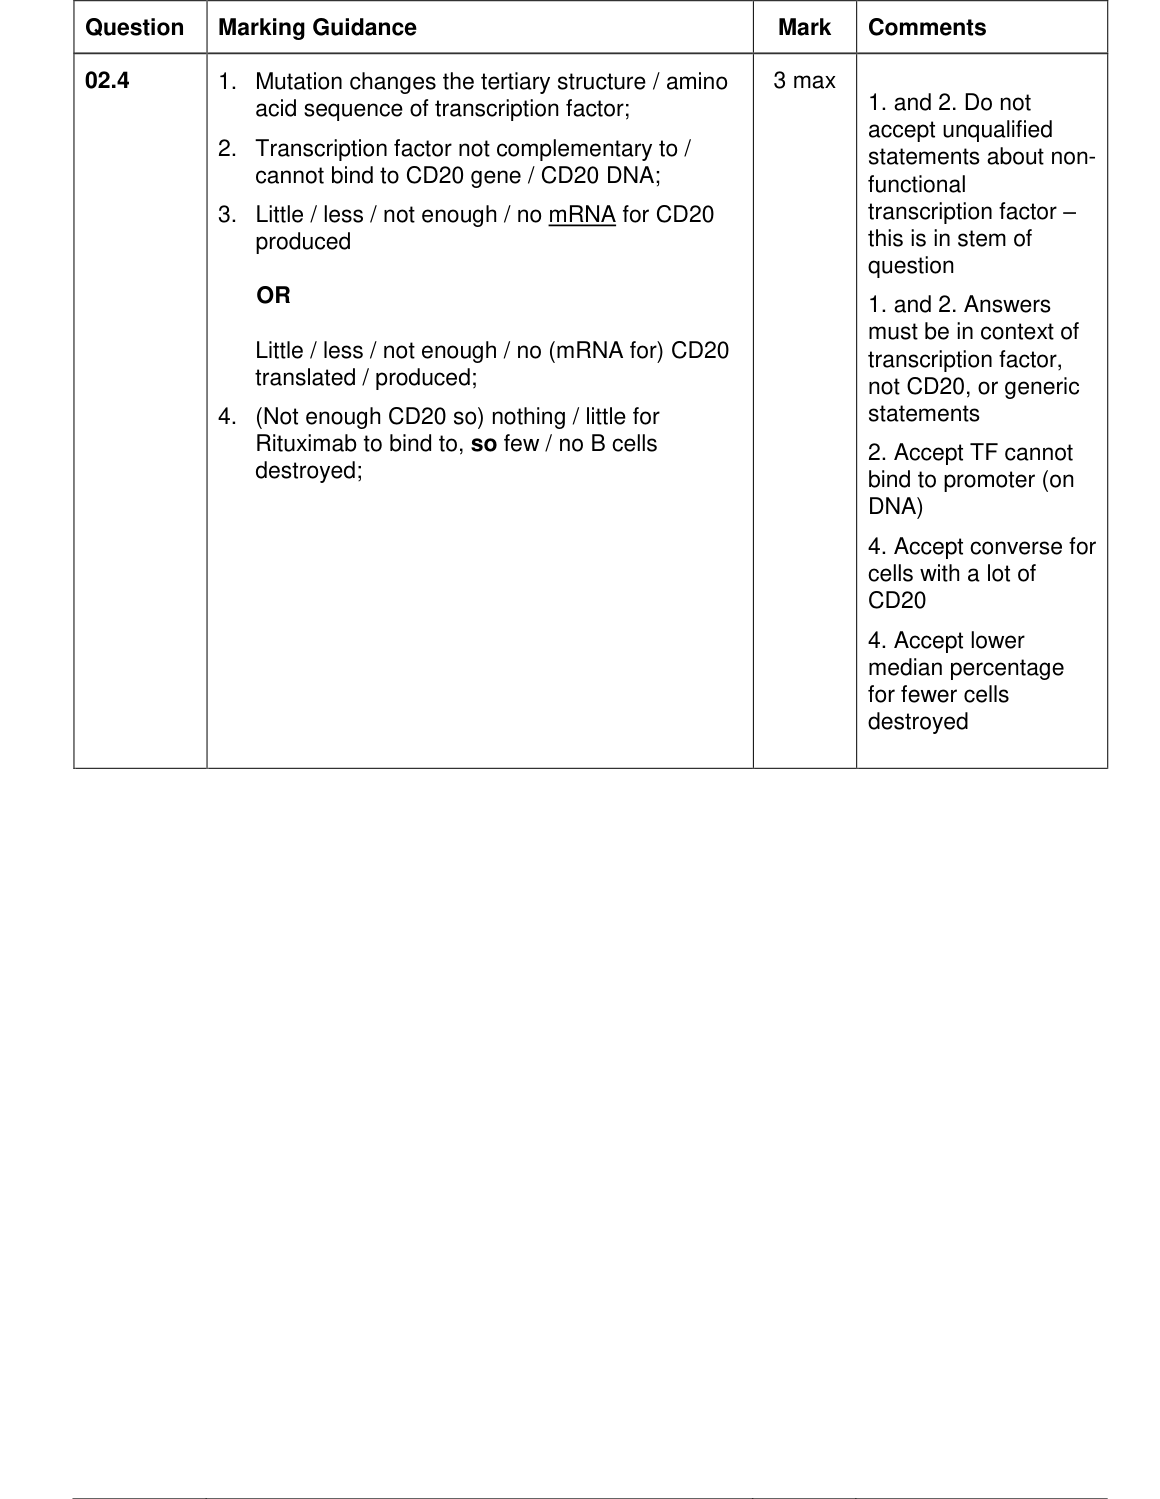 Question Marking Guidance Mark Comments
02.4
1. Mutation changes the tertiary structure / amino
acid sequence of transcription factor;
2. Transcription factor not complementary to /
cannot bind to CD20 gene / CD20 DNA;
3. Little / less / not enough / no mRNA for CD20
produced
OR
Little / less / not enough / no (mRNA for) CD20
translated / produced;
4. (Not enough CD20 so) nothing / little for
Rituximab to bind to, so few / no B cells
destroyed;
3 max
1. and 2. Do not
accept unqualified
statements about non-
functional
transcription factor –
this is in stem of
question
1. and 2. Answers
must be in context of
transcription factor,
not CD20, or generic
statements
2. Accept TF cannot
bind to promoter (on
DNA)
4. Accept converse for
cells with a lot of
CD20
4. Accept lower
median percentage
for fewer cells
destroyed